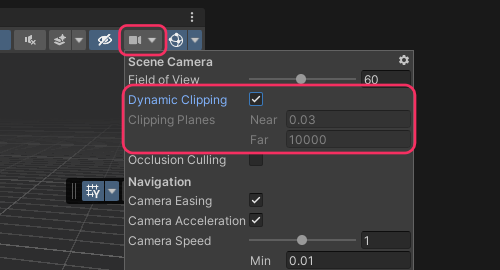 Scene Camera
Field of View 60
Dynamic Clipping
Clipping Planes Near 0.03
Far 10000
Occlusion Culling
Navigation
Camera Easing
Camera Acceleration
Camera Speed 1
Min 0.01
Y